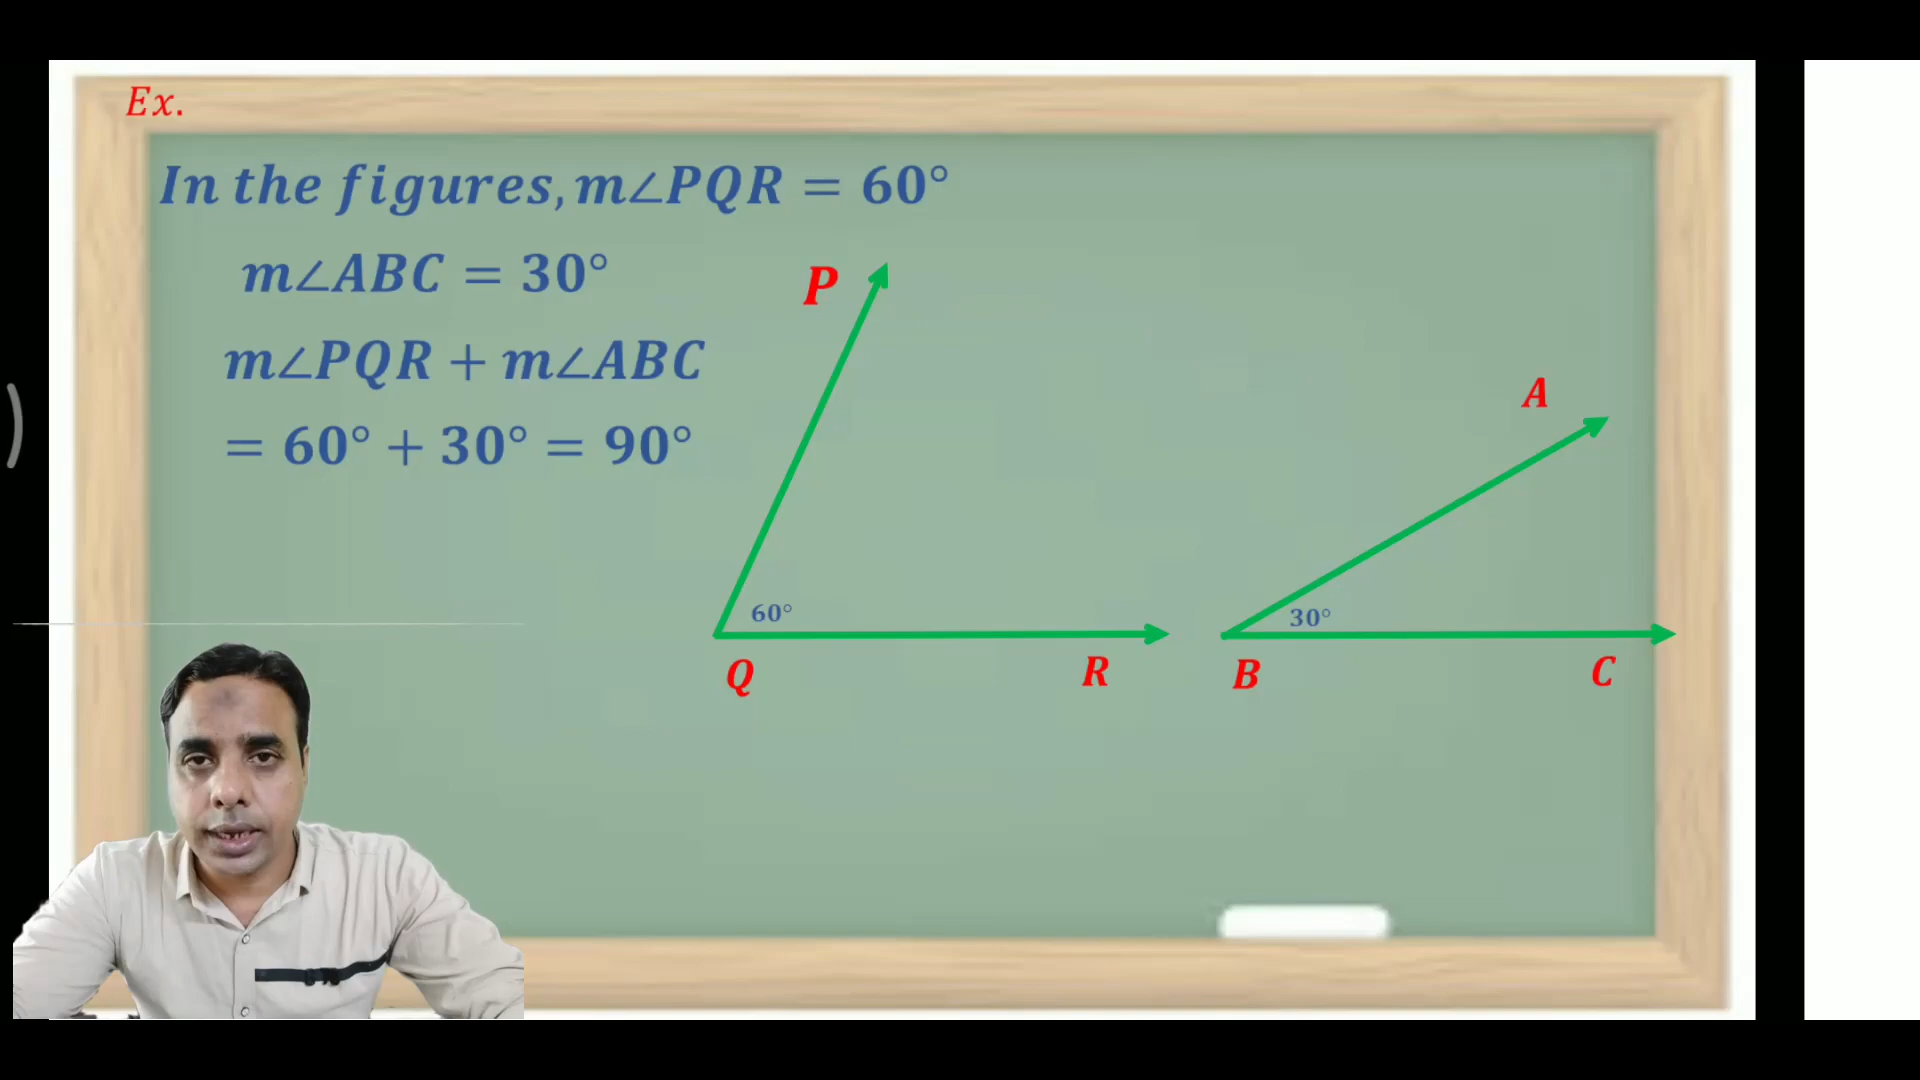 Ex.
In the figures, m∠PQR = 60°
m∠ABC = 30°
m∠PQR + m∠ABC
= 60° + 30° = 90°
P
A
60°
30°
Q R B C